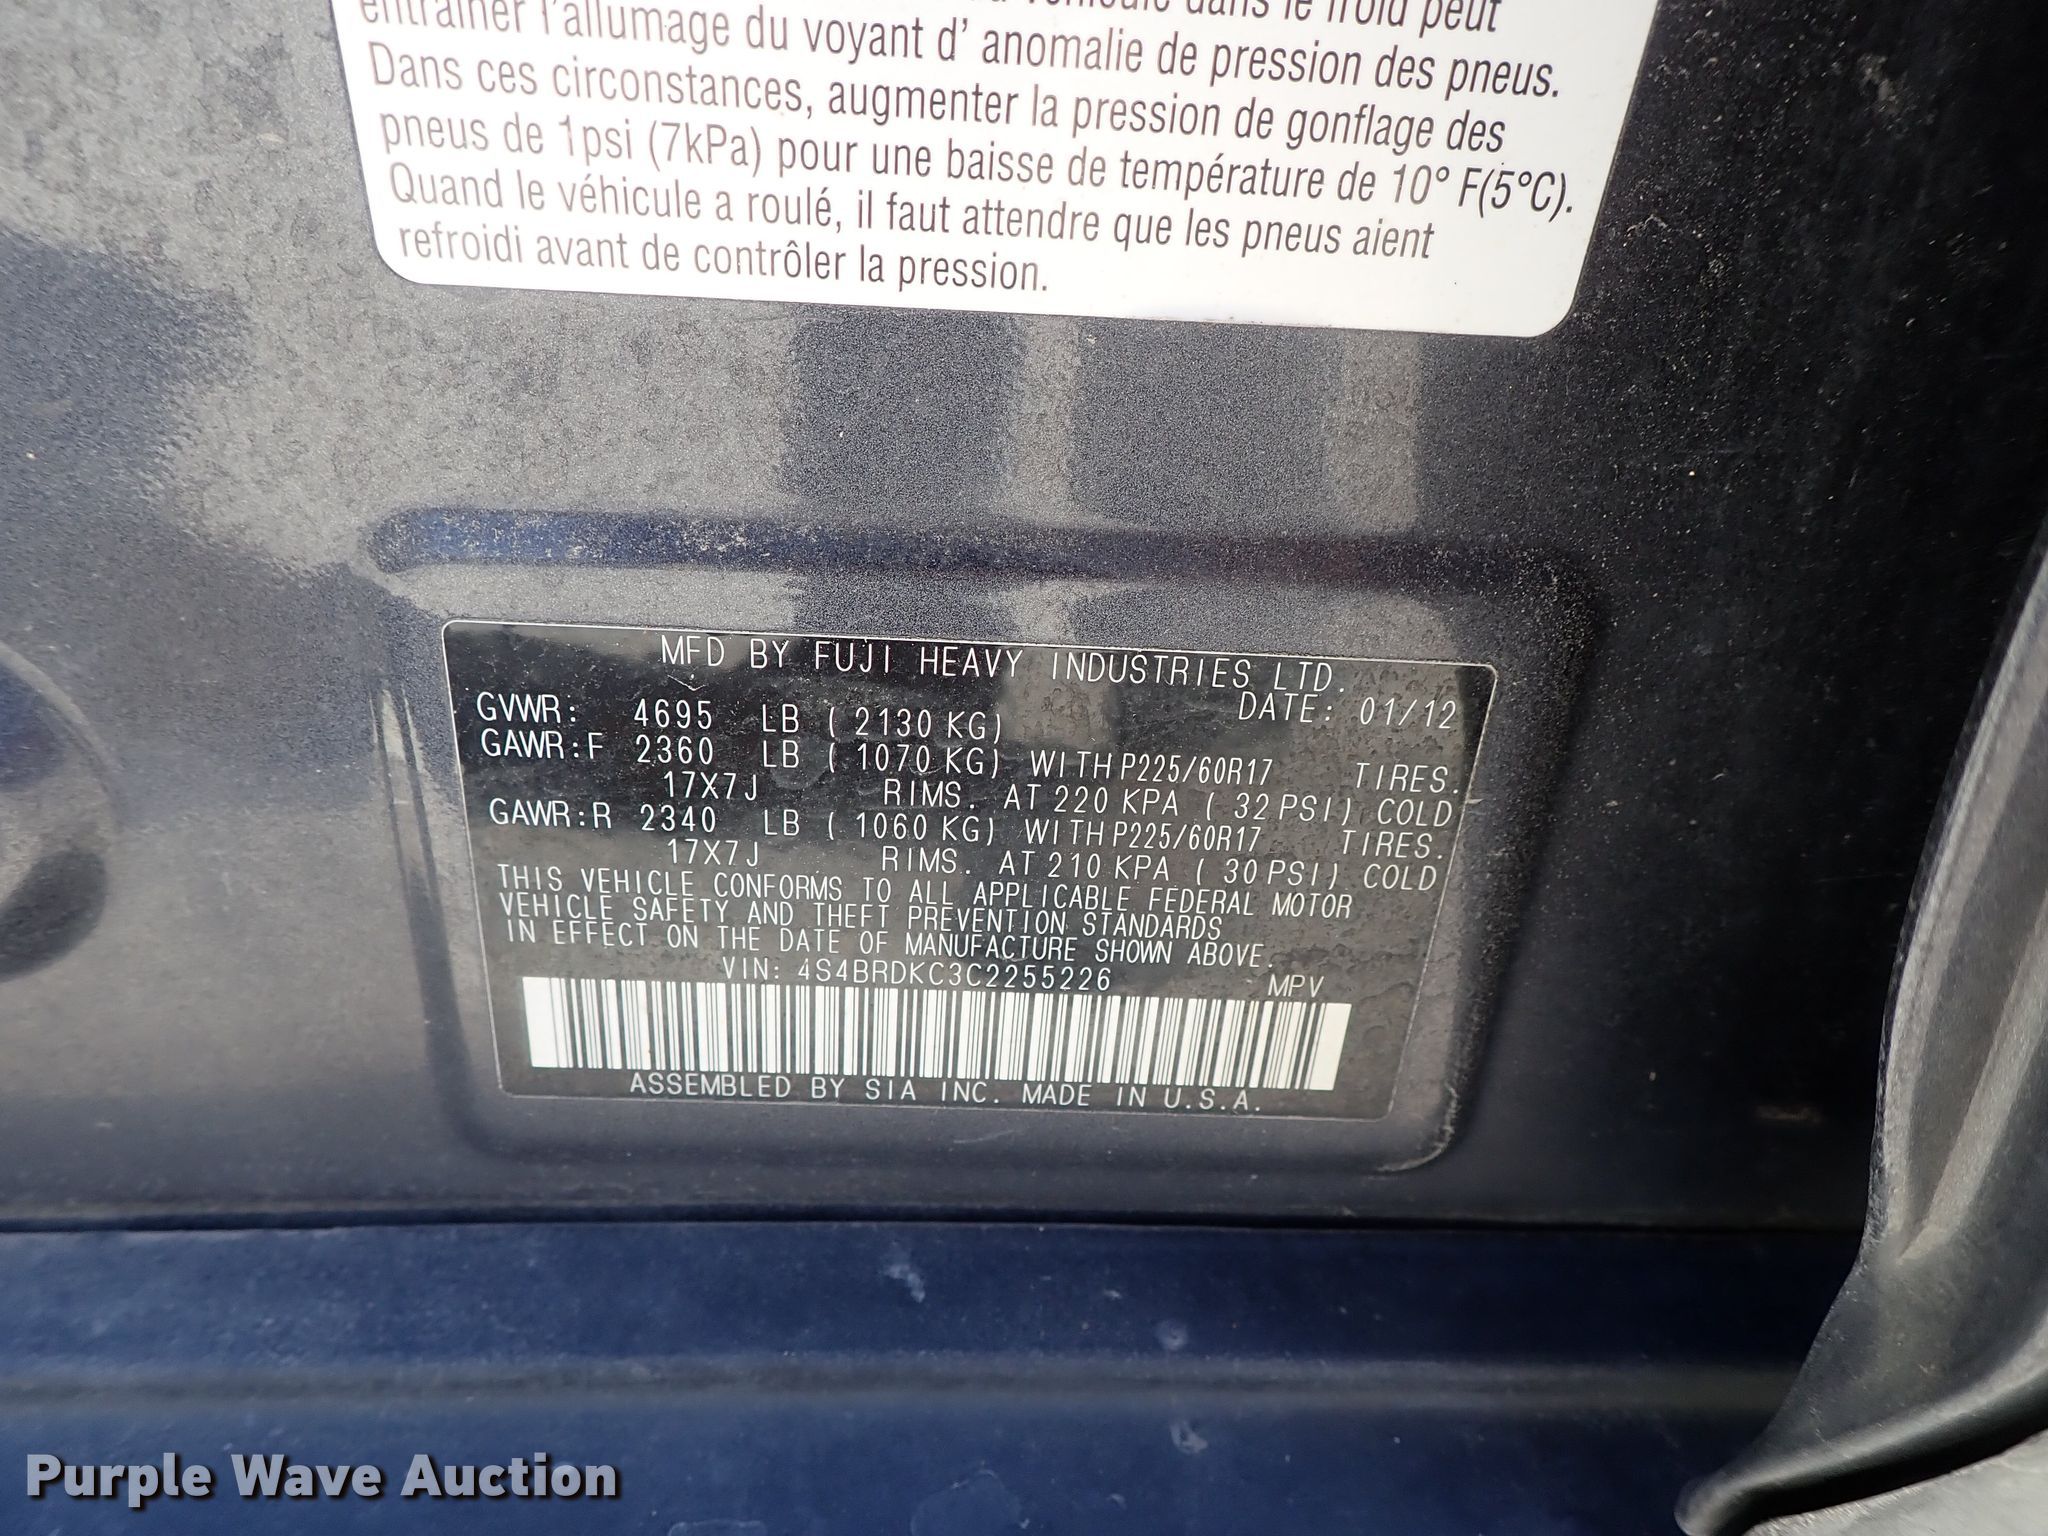 véhicule dans le froid peut
entraîner l'allumage du voyant d' anomalie de pression des pneus.
Dans ces circonstances, augmenter la pression de gonflage des
pneus de 1psi (7kPa) pour une baisse de température de 10° F(5°C).
Quand le véhicule a roulé, il faut attendre que les pneus aient
refroidi avant de contrôler la pression.
MFD BY FUJI HEAVY INDUSTRIES LTD.
DATE: 01/12
GVWR: 4695 LB ( 2130 KG)
GAWR:F 2360 LB ( 1070 KG) WITH P225/60R17 TIRES.
17X7J RIMS. AT 220 KPA ( 32 PSI) COLD
GAWR:R 2340 LB ( 1060 KG) WITH P225/60R17 TIRES.
17X7J RIMS. AT 210 KPA ( 30 PSI) COLD
THIS VEHICLE CONFORMS TO ALL APPLICABLE FEDERAL MOTOR
VEHICLE SAFETY AND THEFT PREVENTION STANDARDS
IN EFFECT ON THE DATE OF MANUFACTURE SHOWN ABOVE.
VIN: 4S4BRDKC3C2255226 MPV
ASSEMBLED BY SIA INC. MADE IN U.S.A.
Purple Wave Auction